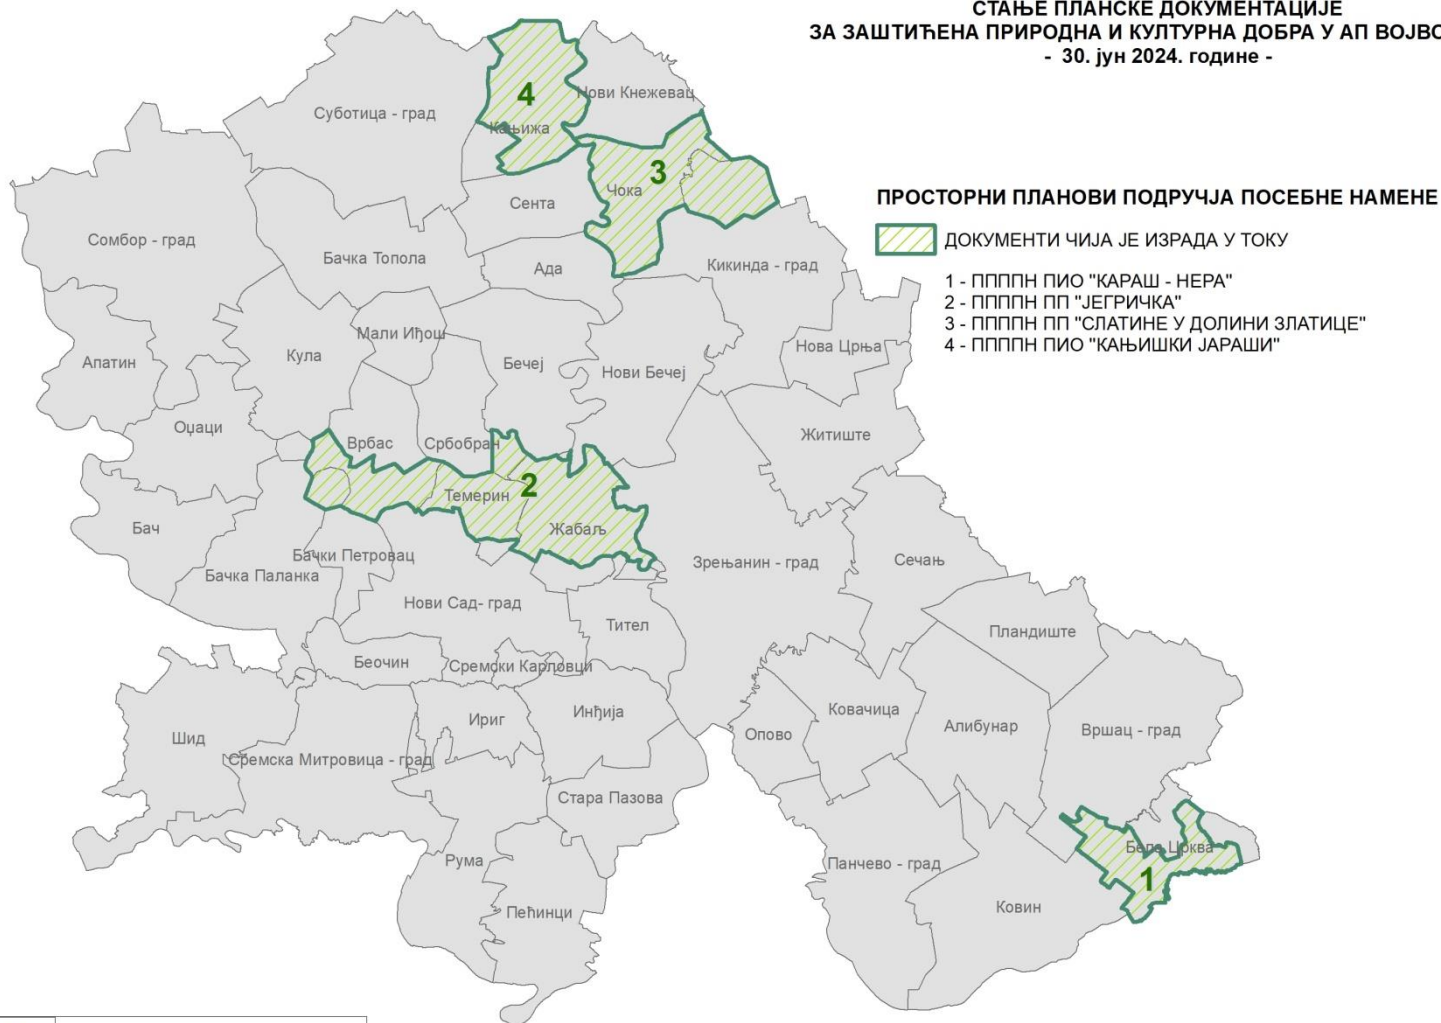 СТАЊЕ ПЛАНСКЕ ДОКУМЕНТАЦИЈЕ
ЗА ЗАШТИЋЕНА ПРИРОДНА И КУЛТУРНА ДОБРА У АП ВОЈВО
- 30. јун 2024. године -
ПРОСТОРНИ ПЛАНОВИ ПОДРУЧЈА ПОСЕБНЕ НАМЕНЕ
ДОКУМЕНТИ ЧИЈА ЈЕ ИЗРАДА У ТОКУ
1 - ПППPН ПИО "КАРАШ - НЕРА"
2 - ППППН ПП "ЈЕГРИЧКА"
3 - ППППН ПП "СЛАТИНЕ У ДОЛИНИ ЗЛАТИЦЕ"
4 - ППППН ПИО "КАЊИШКИ ЈАРАШИ"
4
Нови Кнежевац
Суботица - град
Кањижа
3
Чока
Сента
Сомбор - град
Бачка Топола
Ада
Кикинда - град
Мали Иђош
Нова Црња
Апатин
Кула
Бечеј
Нови Бечеј
Оџаци
Врбас
Србобран
Житиште
2
Темерин
Жабаљ
Бач
Бачки Петровац
Бачка Паланка
Зрењанин - град
Сечањ
Нови Сад- град
Тител
Пландиште
Беочин
Сремски Карловци
Шид
Ириг
Инђија
Ковачица
Опово
Алибунар
Вршац - град
Сремска Митровица - град
Стара Пазова
Бела Црква
Рума
Панчево - град
1
Пећинци
Ковин